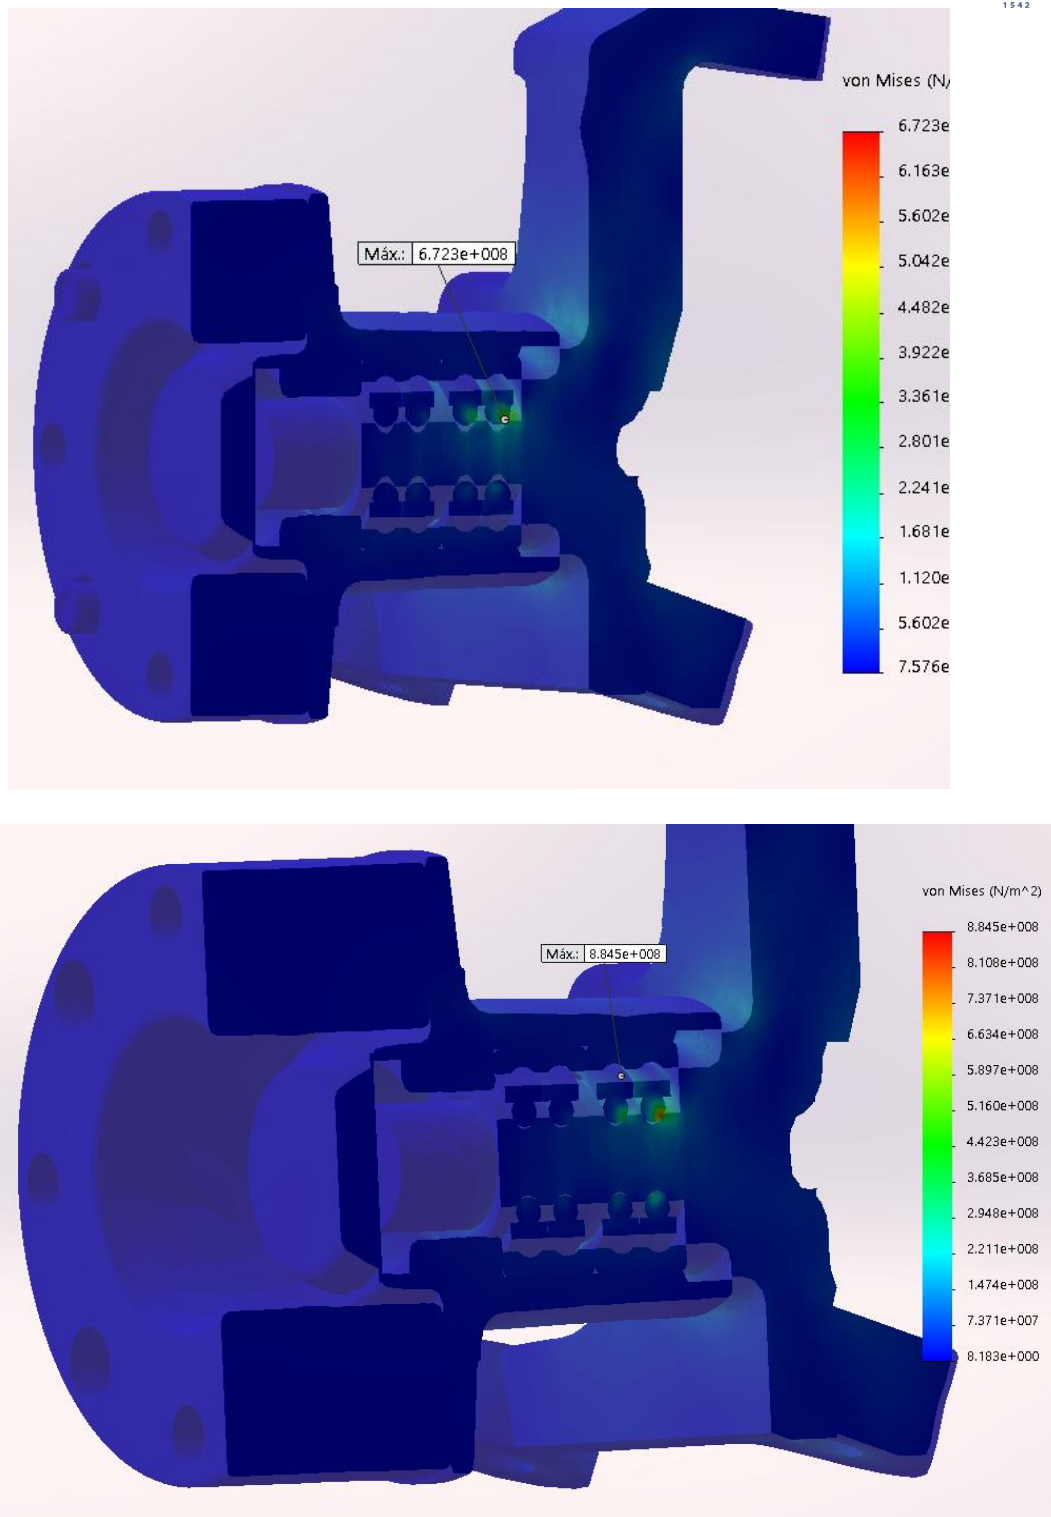 1542
von Mises (N/
6.723e
6.163e
5.602e
5.042e
4.482e
3.922e
3.361e
2.801e
2.241e
1.681e
1.120e
5.602e
7.576e
Máx.: 6.723e+008
von Mises (N/m^2)
8.845e+008
8.108e+008
7.371e+008
6.634e+008
5.897e+008
5.160e+008
4.423e+008
3.685e+008
2.948e+008
2.211e+008
1.474e+008
7.371e+007
8.183e+000
Máx.: 8.845e+008